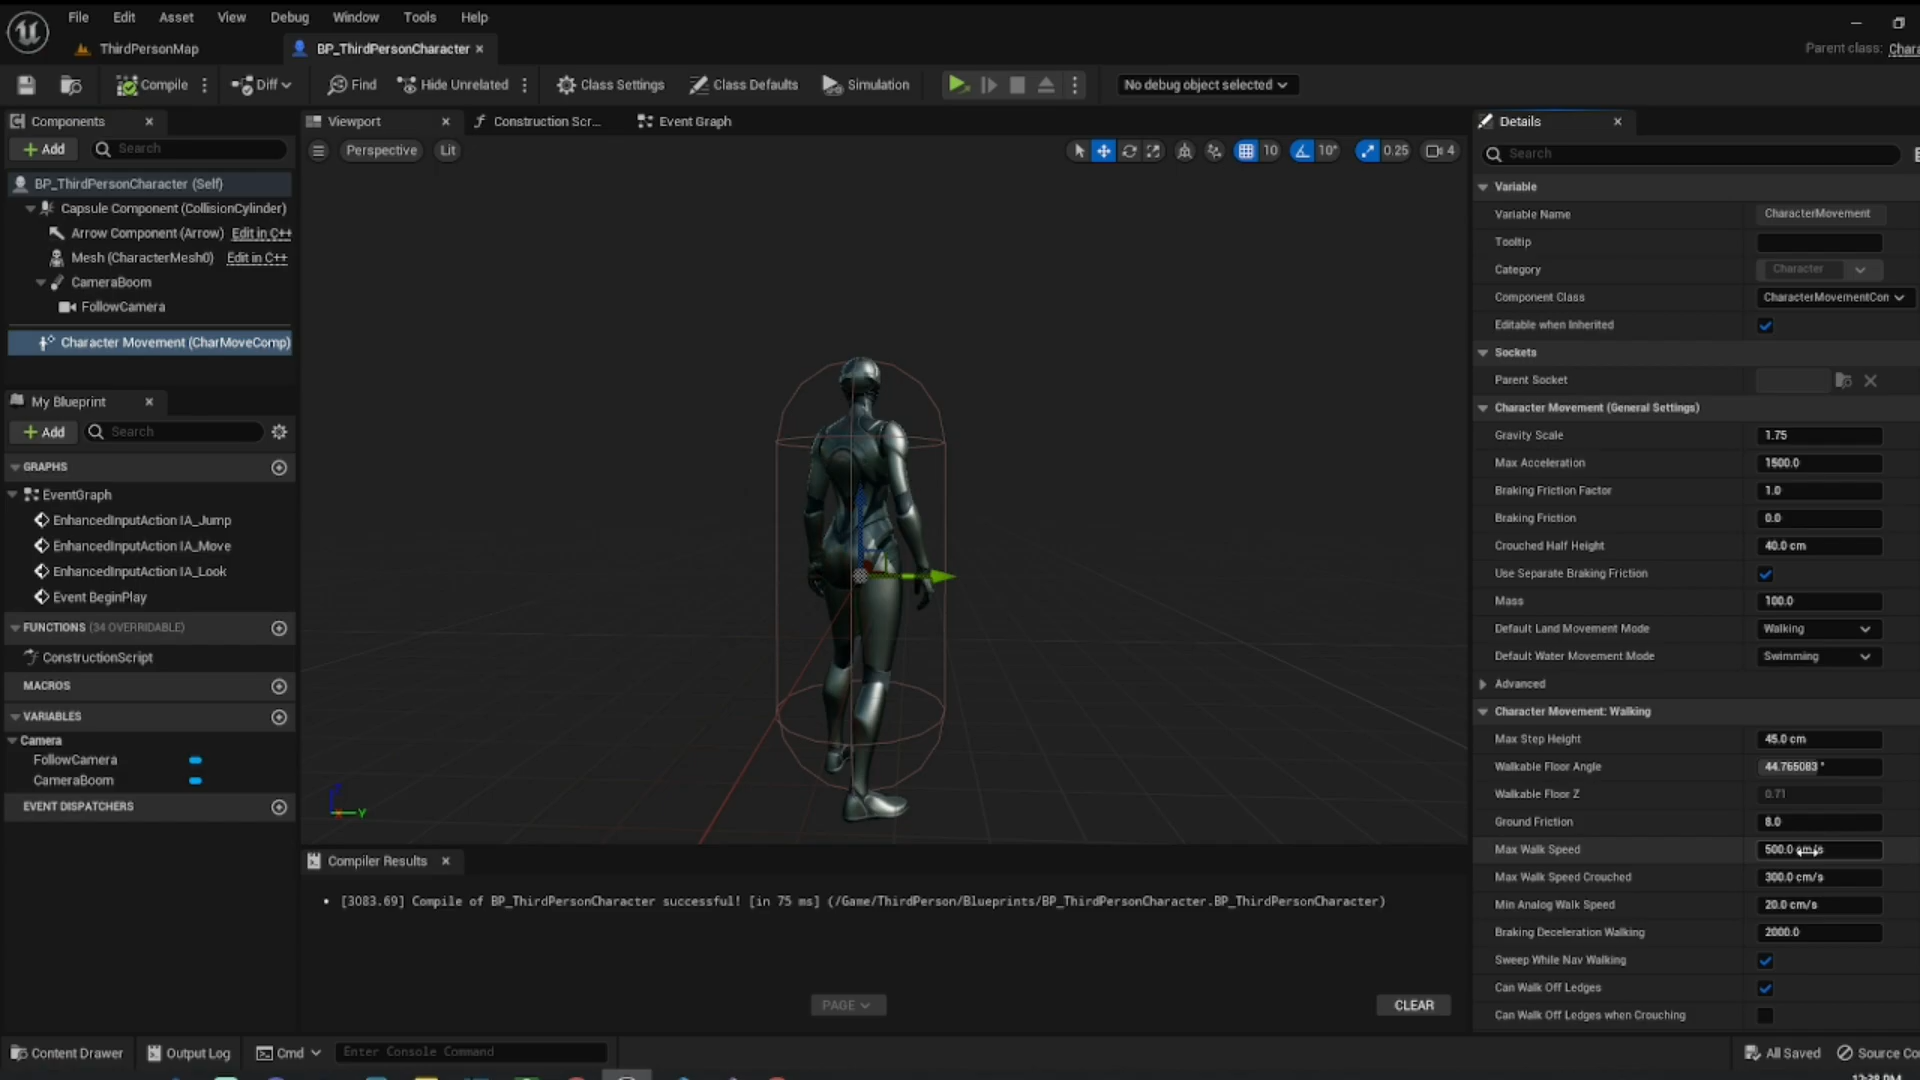 File Edit Asset View Debug Window Tools Help
ThirdPersonMap
BP_ThirdPersonCharacter
Parent class: Chara
Compile
Diff
Find
Hide Unrelated
Class Settings
Class Defaults
Simulation
No debug object selected
Components
Add
Search
BP_ThirdPersonCharacter (Self)
Capsule Component (CollisionCylinder)
Arrow Component (Arrow) Edit in C++
Mesh (CharacterMesh0) Edit in C++
CameraBoom
FollowCamera
Character Movement (CharMoveComp)
My Blueprint
Add
Search
GRAPHS
EventGraph
EnhancedInputAction IA_Jump
EnhancedInputAction IA_Move
EnhancedInputAction IA_Look
Event BeginPlay
FUNCTIONS (34 OVERRIDABLE)
ConstructionScript
MACROS
VARIABLES
Camera
FollowCamera
CameraBoom
EVENT DISPATCHERS
Viewport
Construction Scr...
Event Graph
Perspective
Lit
10
10°
0.25
4
Y
Compiler Results
[3083.69] Compile of BP_ThirdPersonCharacter successful! [in 75 ms] (/Game/ThirdPerson/Blueprints/BP_ThirdPersonCharacter.BP_ThirdPersonCharacter)
PAGE
CLEAR
Details
Search
Variable
Variable Name CharacterMovement
Tooltip
Category Character
Component Class CharacterMovementCon
Editable when Inherited
Sockets
Parent Socket
Character Movement (General Settings)
Gravity Scale 1.75
Max Acceleration 1500.0
Braking Friction Factor 1.0
Braking Friction 0.0
Crouched Half Height 40.0 cm
Use Separate Braking Friction
Mass 100.0
Default Land Movement Mode Walking
Default Water Movement Mode Swimming
Advanced
Character Movement: Walking
Max Step Height 45.0 cm
Walkable Floor Angle 44.765083 °
Walkable Floor Z 0.71
Ground Friction 8.0
Max Walk Speed 500.0 cm/s
Max Walk Speed Crouched 300.0 cm/s
Min Analog Walk Speed 20.0 cm/s
Braking Deceleration Walking 2000.0
Sweep While Nav Walking
Can Walk Off Ledges
Can Walk Off Ledges when Crouching
Content Drawer
Output Log
Cmd
Enter Console Command
All Saved
Source Co